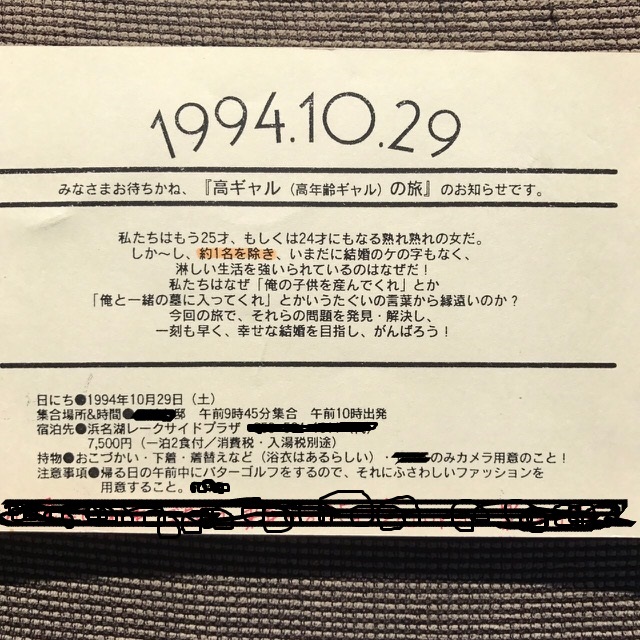 1994.10.29
みなさまお待ちかね、『高ギャル（高年齢ギャル）の旅』のお知らせです。
私たちはもう25才、もしくは24才にもなる熟れ熟れの女だ。
しか〜し、約1名を除き、いまだに結婚のケの字もなく、
淋しい生活を強いられているのはなぜだ！
私たちはなぜ「俺の子供を産んでくれ」とか
「俺と一緒の墓に入ってくれ」とかいうたぐいの言葉から縁遠いのか？
今回の旅で、それらの問題を発見・解決し、
一刻も早く、幸せな結婚を目指し、がんばろう！
日にち●1994年10月29日（土）
集合場所&時間●邸　午前9時45分集合　午前10時出発
宿泊先●浜名湖レークサイドプラザ
7,500円（一泊2食付／消費税・入湯税別途）
持物●おこづかい・下着・着替えなど（浴衣はあるらしい）・のみカメラ用意のこと！
注意事項●帰る日の午前中にパターゴルフをするので、それにふさわしいファッションを
用意すること。